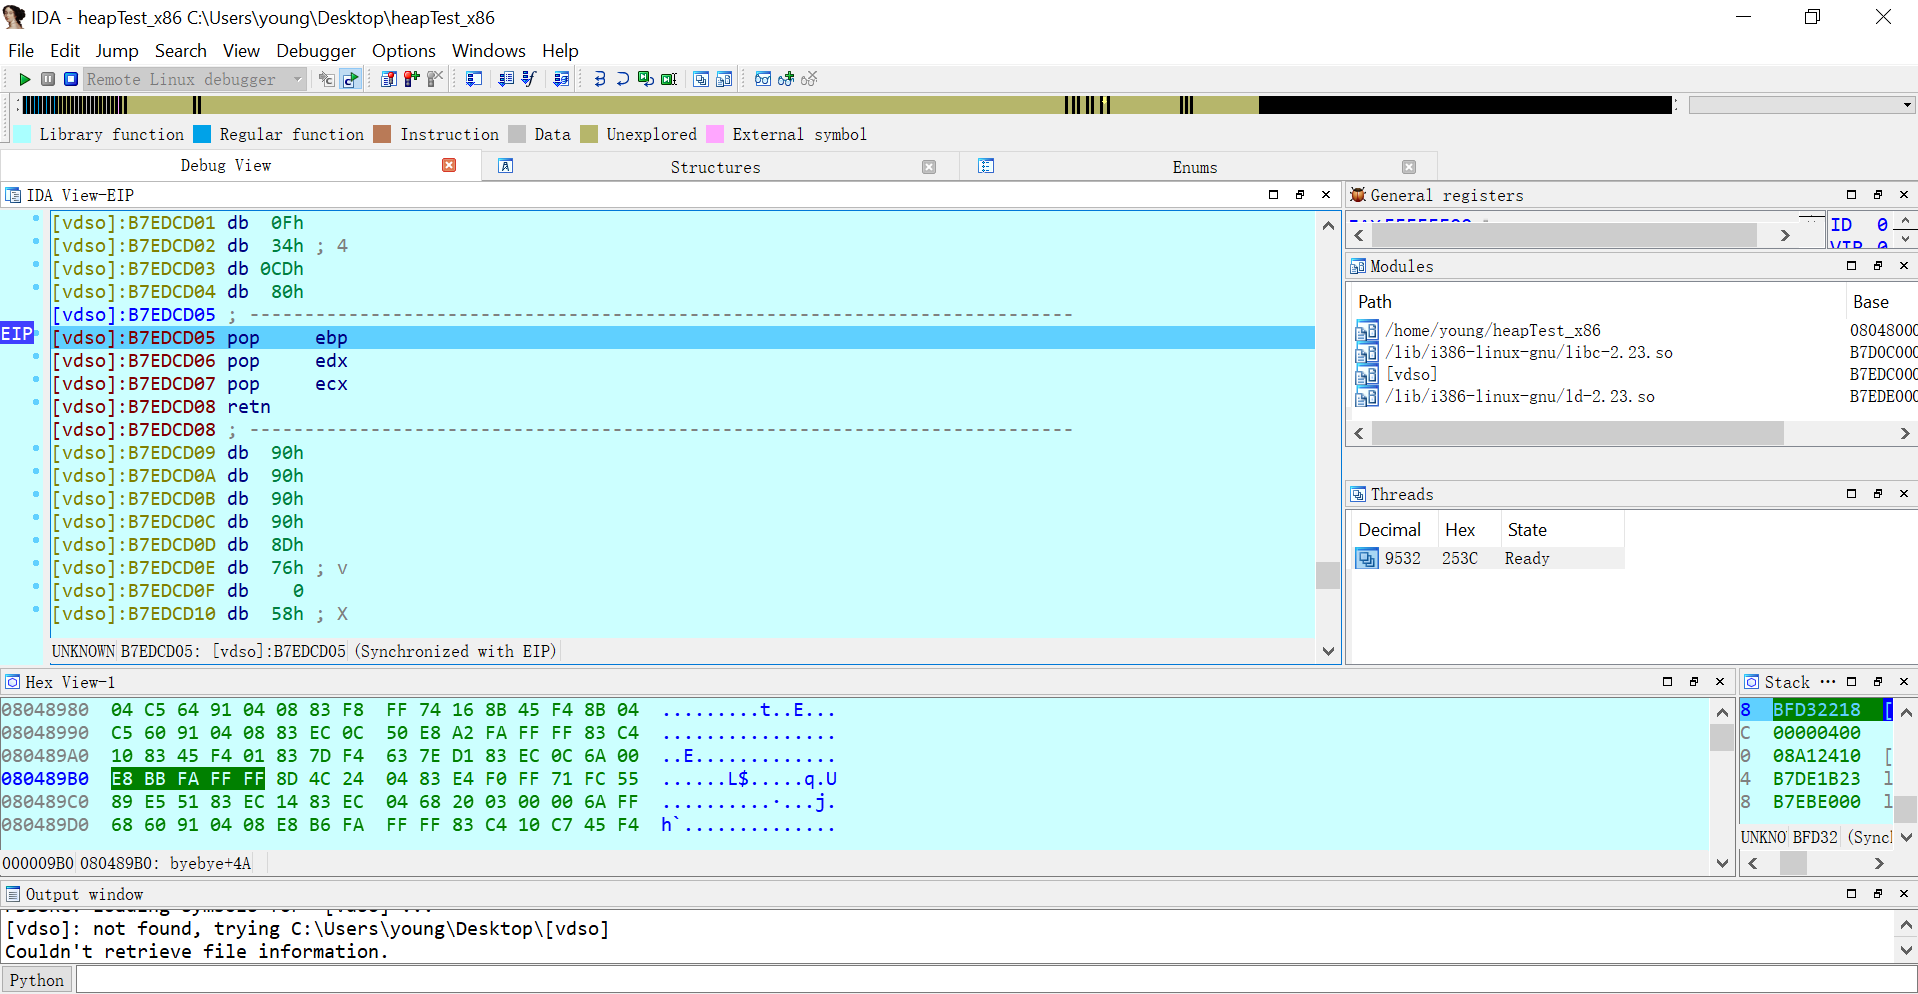 IDA - heapTest_x86 C:\Users\young\Desktop\heapTest_x86
File Edit Jump Search View Debugger Options Windows Help
Remote Linux debugger
Library function Regular function Instruction Data Unexplored External symbol
Debug View Structures Enums
IDA View-EIP
[vdso]:B7EDCD01 db 0Fh
[vdso]:B7EDCD02 db 34h ; 4
[vdso]:B7EDCD03 db 0CDh
[vdso]:B7EDCD04 db 80h
[vdso]:B7EDCD05 ; ---------------------------------------------------------------------------
EIP
[vdso]:B7EDCD05 pop ebp
[vdso]:B7EDCD06 pop edx
[vdso]:B7EDCD07 pop ecx
[vdso]:B7EDCD08 retn
[vdso]:B7EDCD08 ; ---------------------------------------------------------------------------
[vdso]:B7EDCD09 db 90h
[vdso]:B7EDCD0A db 90h
[vdso]:B7EDCD0B db 90h
[vdso]:B7EDCD0C db 90h
[vdso]:B7EDCD0D db 8Dh
[vdso]:B7EDCD0E db 76h ; v
[vdso]:B7EDCD0F db 0
[vdso]:B7EDCD10 db 58h ; X
UNKNOWN B7EDCD05: [vdso]:B7EDCD05 (Synchronized with EIP)
General registers
ID 0
Modules
Path Base
/home/young/heapTest_x86 08048000
/lib/i386-linux-gnu/libc-2.23.so B7D0C000
[vdso] B7EDC000
/lib/i386-linux-gnu/ld-2.23.so B7EDE000
Threads
Decimal Hex State
9532 253C Ready
Hex View-1
08048980 04 C5 64 91 04 08 83 F8 FF 74 16 8B 45 F4 8B 04 .........t..E...
08048990 C5 60 91 04 08 83 EC 0C 50 E8 A2 FA FF FF 83 C4 ................
080489A0 10 83 45 F4 01 83 7D F4 63 7E D1 83 EC 0C 6A 00 ..E.............
080489B0 E8 BB FA FF FF 8D 4C 24 04 83 E4 F0 FF 71 FC 55 ......L$.....q.U
080489C0 89 E5 51 83 EC 14 83 EC 04 68 20 03 00 00 6A FF ..............j.
080489D0 68 60 91 04 08 E8 B6 FA FF FF 83 C4 10 C7 45 F4 h`..............
000009B0 080489B0: byebye+4A
Stack ...
8 BFD32218 [
C 00000400
0 08A12410 [
4 B7DE1B23 l
8 B7EBE000 l
UNKNO BFD32 (Sync
Output window
[vdso]: not found, trying C:\Users\young\Desktop\[vdso]
Couldn't retrieve file information.
Python